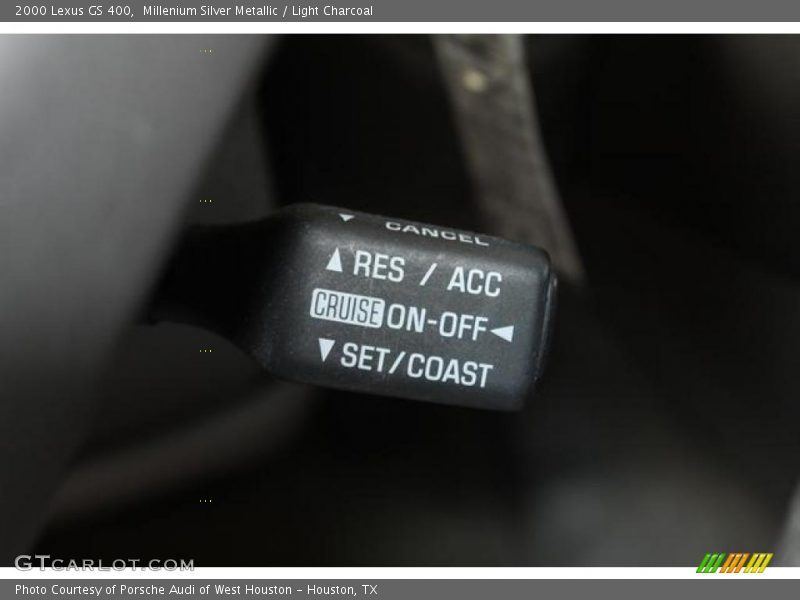 2000 Lexus GS 400,  Millenium Silver Metallic / Light Charcoal
▼ CANCEL
▲ RES / ACC
CRUISE ON-OFF ◀
▼ SET/COAST
GTCARLOT.COM
Photo Courtesy of Porsche Audi of West Houston - Houston, TX